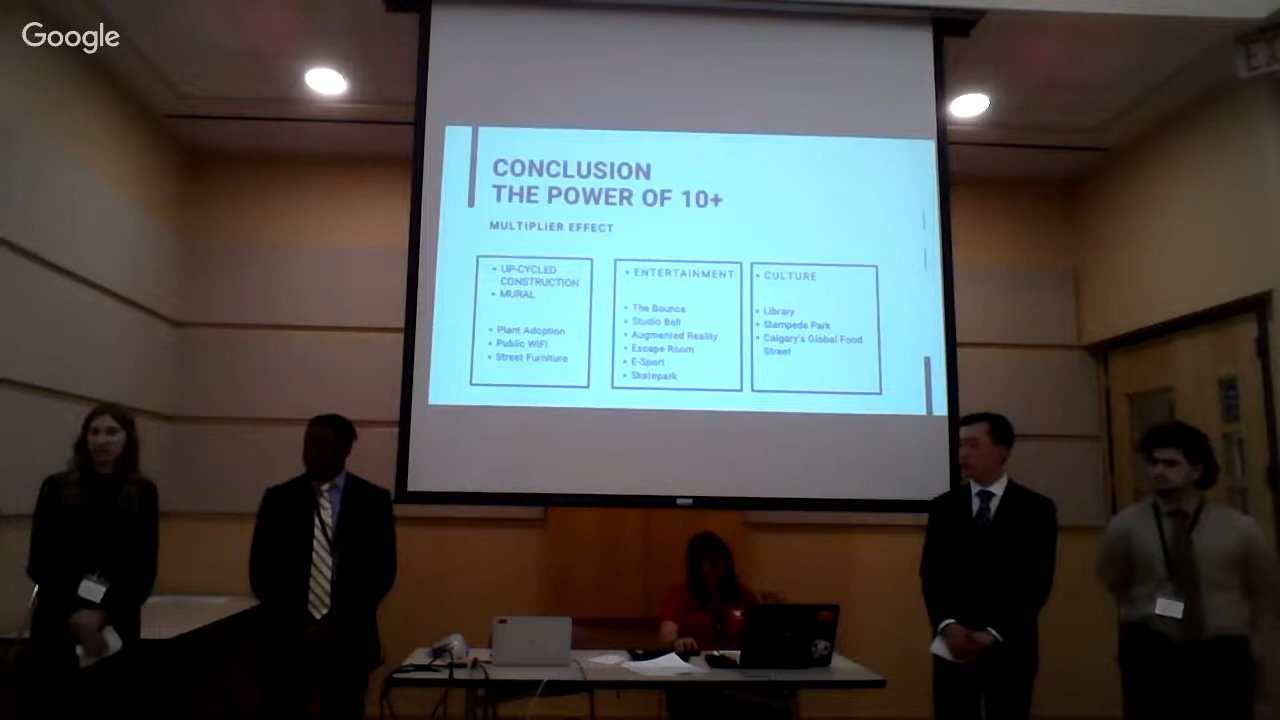 Google
CONCLUSION
THE POWER OF 10+
MULTIPLIER EFFECT
• UP-CYCLED
CONSTRUCTION
• MURAL
• Plant Adoption
• Public WiFi
• Street Furniture
• ENTERTAINMENT
• The Bounce
• Studio Bell
• Augmented Reality
• Escape Room
• E-Sport
• Skatepark
• CULTURE
• Library
• Stampede Park
• Calgary's Global Food
Street